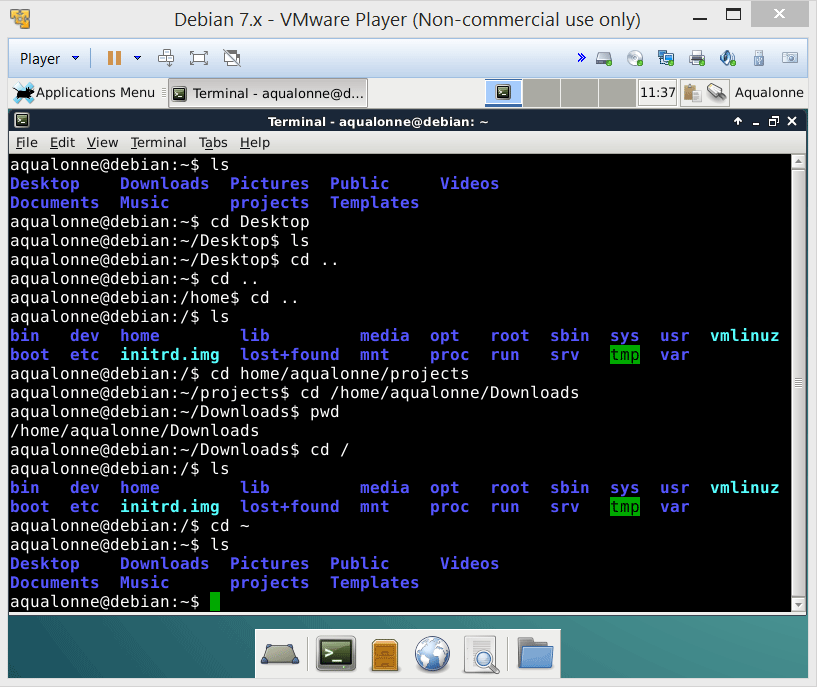 Debian 7.x - VMware Player (Non-commercial use only)
Player
Applications Menu Terminal - aqualonne@d... 11:37 Aqualonne
Terminal - aqualonne@debian: ~
File Edit View Terminal Tabs Help
aqualonne@debian:~$ ls
Desktop Downloads Pictures Public Videos
Documents Music projects Templates
aqualonne@debian:~$ cd Desktop
aqualonne@debian:~/Desktop$ ls
aqualonne@debian:~/Desktop$ cd ..
aqualonne@debian:~$ cd ..
aqualonne@debian:/home$ cd ..
aqualonne@debian:/$ ls
bin dev home lib media opt root sbin sys usr vmlinuz
boot etc initrd.img lost+found mnt proc run srv tmp var
aqualonne@debian:/$ cd home/aqualonne/projects
aqualonne@debian:~/projects$ cd /home/aqualonne/Downloads
aqualonne@debian:~/Downloads$ pwd
/home/aqualonne/Downloads
aqualonne@debian:~/Downloads$ cd /
aqualonne@debian:/$ ls
bin dev home lib media opt root sbin sys usr vmlinuz
boot etc initrd.img lost+found mnt proc run srv tmp var
aqualonne@debian:/$ cd ~
aqualonne@debian:~$ ls
Desktop Downloads Pictures Public Videos
Documents Music projects Templates
aqualonne@debian:~$